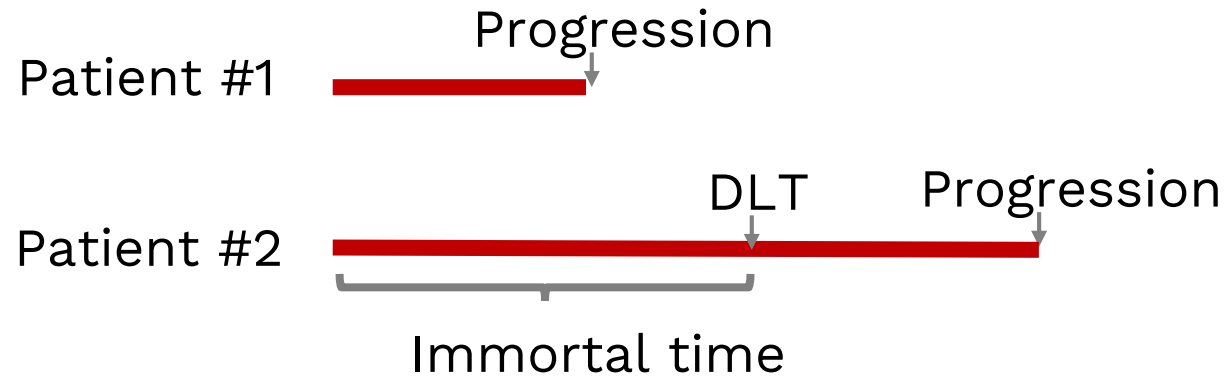 Progression
Patient #1
DLT
Progression
Patient #2
Immortal time